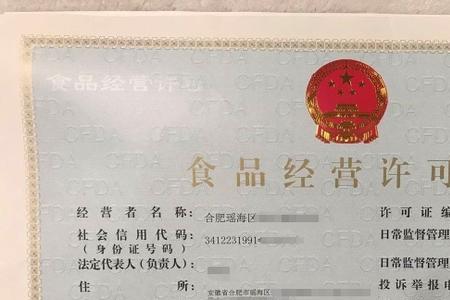 食品经营许可
食品经营许可
经营者名称：合肥瑶海区
许可证编
社会信用代码：3412231991
(身份证号码)
日常监督管理
法定代表人(负责人)：
日常监督管理
住所：安徽省合肥市瑶海区
投诉举报电